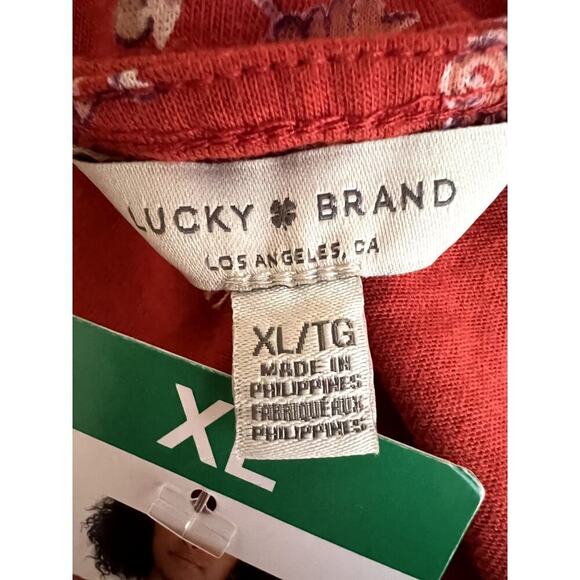 LUCKY BRAND
LOS ANGELES, CA
XL/TG
MADE IN
PHILIPPINES
FABRIQUÉ AUX
PHILIPPINES
XL